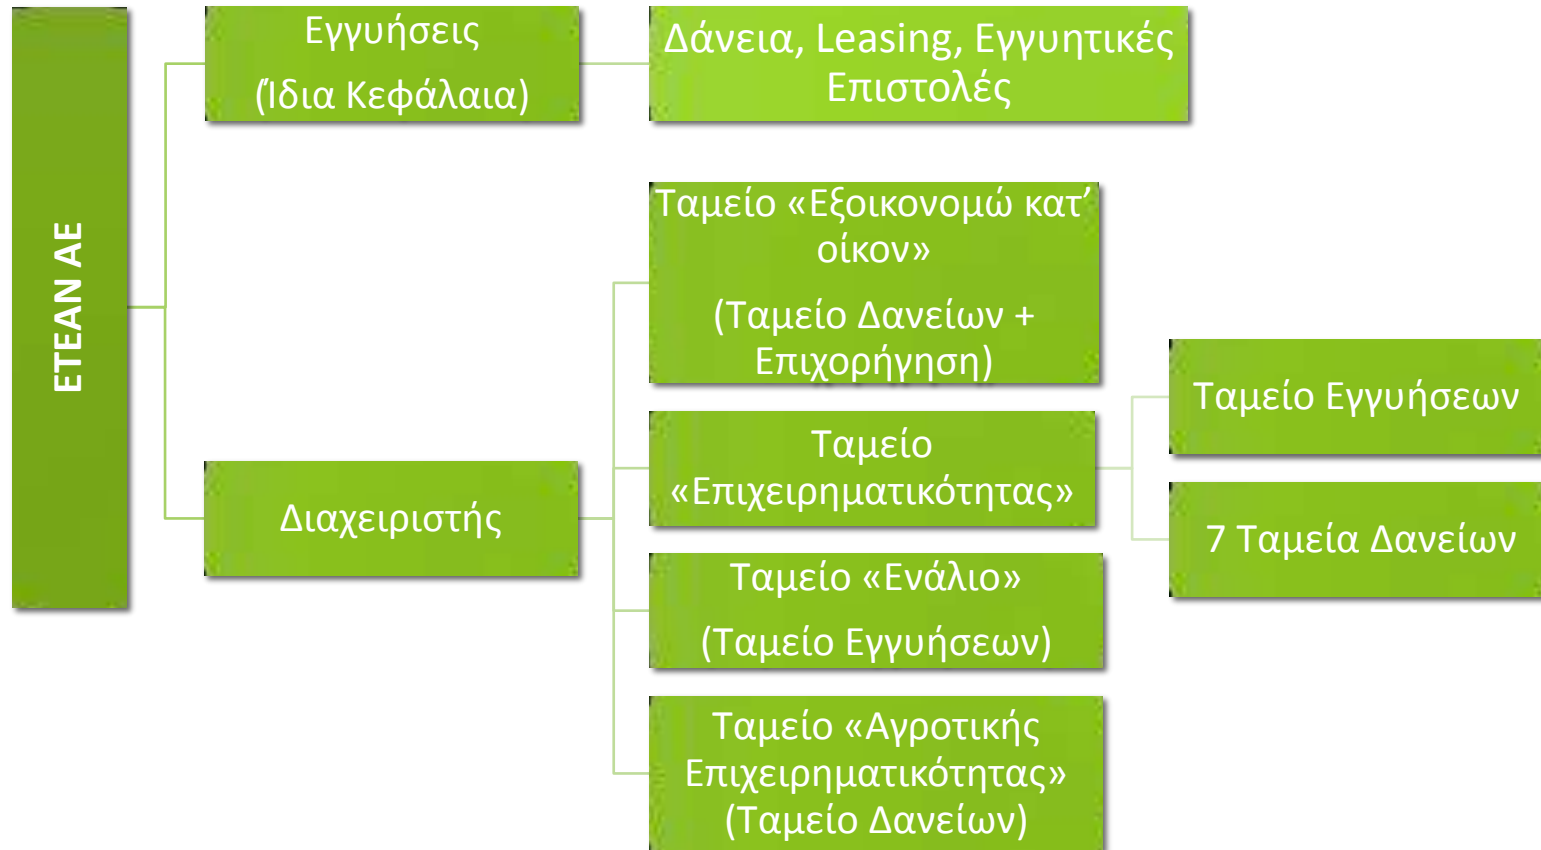 ΕΤΕΑΝ ΑΕ
Εγγυήσεις
(Ίδια Κεφάλαια)
Δάνεια, Leasing, Εγγυητικές
Επιστολές
Διαχειριστής
Ταμείο «Εξοικονομώ κατ’
οίκον»
(Ταμείο Δανείων +
Επιχορήγηση)
Ταμείο
«Επιχειρηματικότητας»
Ταμείο Εγγυήσεων
7 Ταμεία Δανείων
Ταμείο «Ενάλιο»
(Ταμείο Εγγυήσεων)
Ταμείο «Αγροτικής
Επιχειρηματικότητας»
(Ταμείο Δανείων)